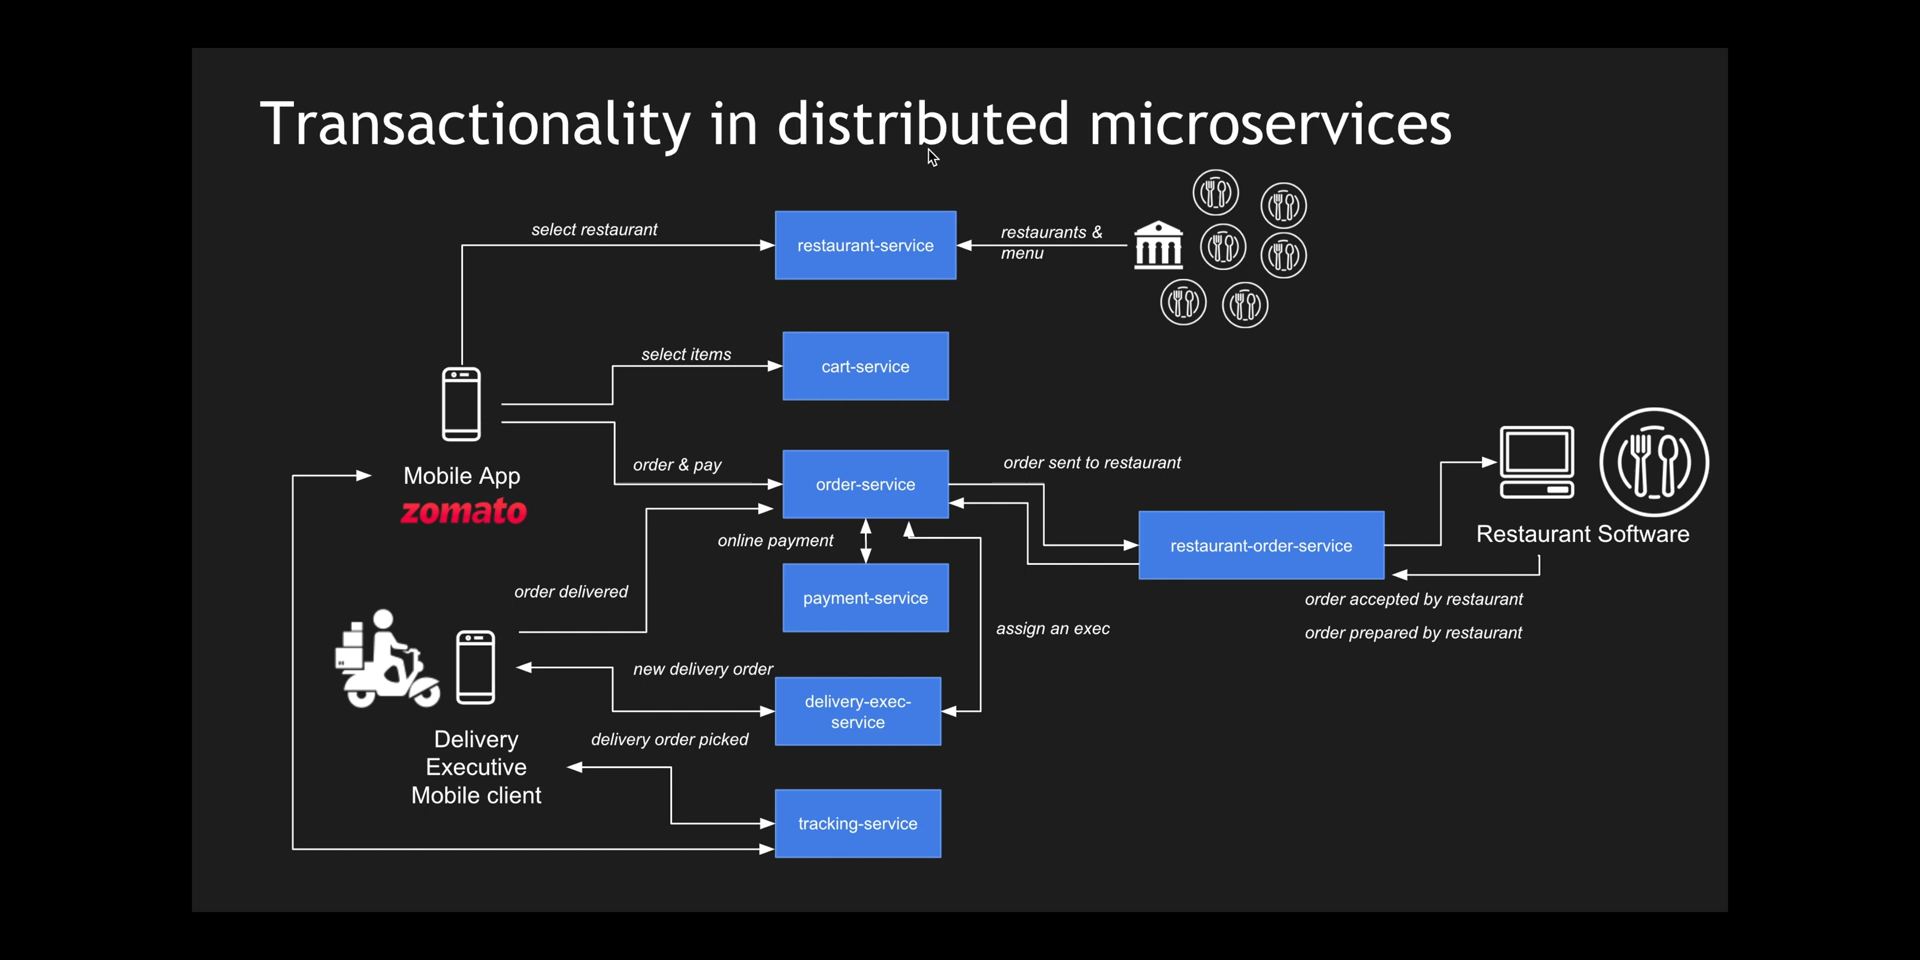 Transactionality in distributed microservices
select restaurant
restaurant-service
restaurants &
menu
select items
cart-service
Mobile App
zomato
order & pay
order-service
order sent to restaurant
online payment
payment-service
restaurant-order-service
Restaurant Software
order accepted by restaurant
order prepared by restaurant
order delivered
assign an exec
new delivery order
delivery-exec-
service
delivery order picked
Delivery
Executive
Mobile client
tracking-service